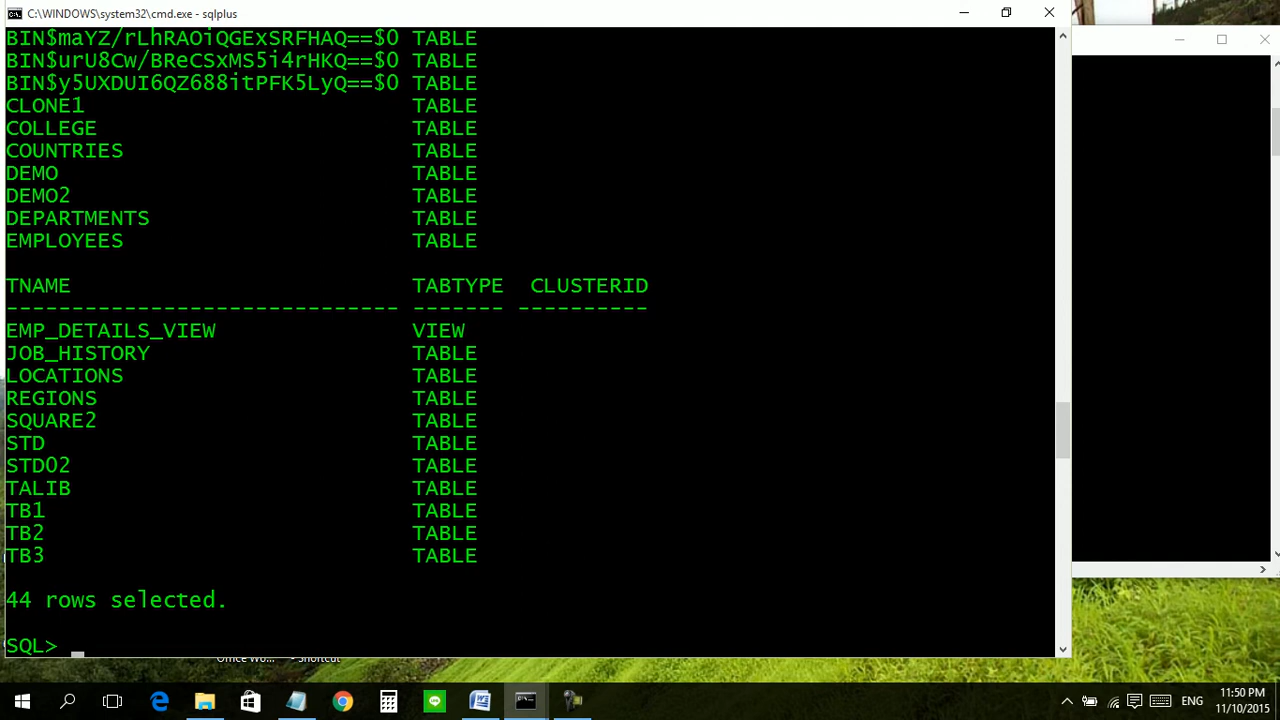 C:\WINDOWS\system32\cmd.exe - sqlplus
BIN$maYZ/rLhRAOiQGExSRFHAQ==$0 TABLE
BIN$urU8Cw/BReCSxMS5i4rHKQ==$0 TABLE
BIN$y5UXDUI6QZ688itPFK5LyQ==$0 TABLE
CLONE1 TABLE
COLLEGE TABLE
COUNTRIES TABLE
DEMO TABLE
DEMO2 TABLE
DEPARTMENTS TABLE
EMPLOYEES TABLE
TNAME TABTYPE CLUSTERID
------------------------------ ------- ----------
EMP_DETAILS_VIEW VIEW
JOB_HISTORY TABLE
LOCATIONS TABLE
REGIONS TABLE
SQUARE2 TABLE
STD TABLE
STD02 TABLE
TALIB TABLE
TB1 TABLE
TB2 TABLE
TB3 TABLE
44 rows selected.
SQL>
Office Wo... - Shortcut
11:50 PM
11/10/2015